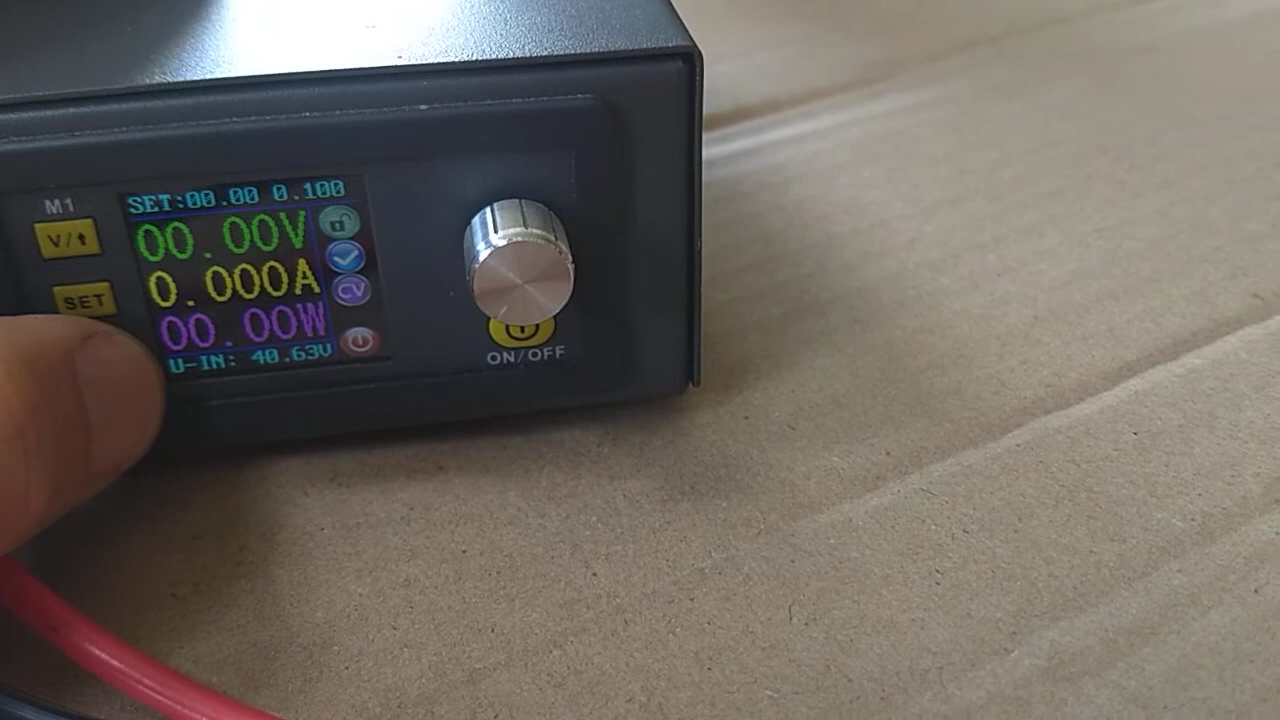 M1
V/⬆
SET
SET:00.00 0.100
00.00V
0.000A
00.00W
U-IN: 40.63V
CV
ON/OFF